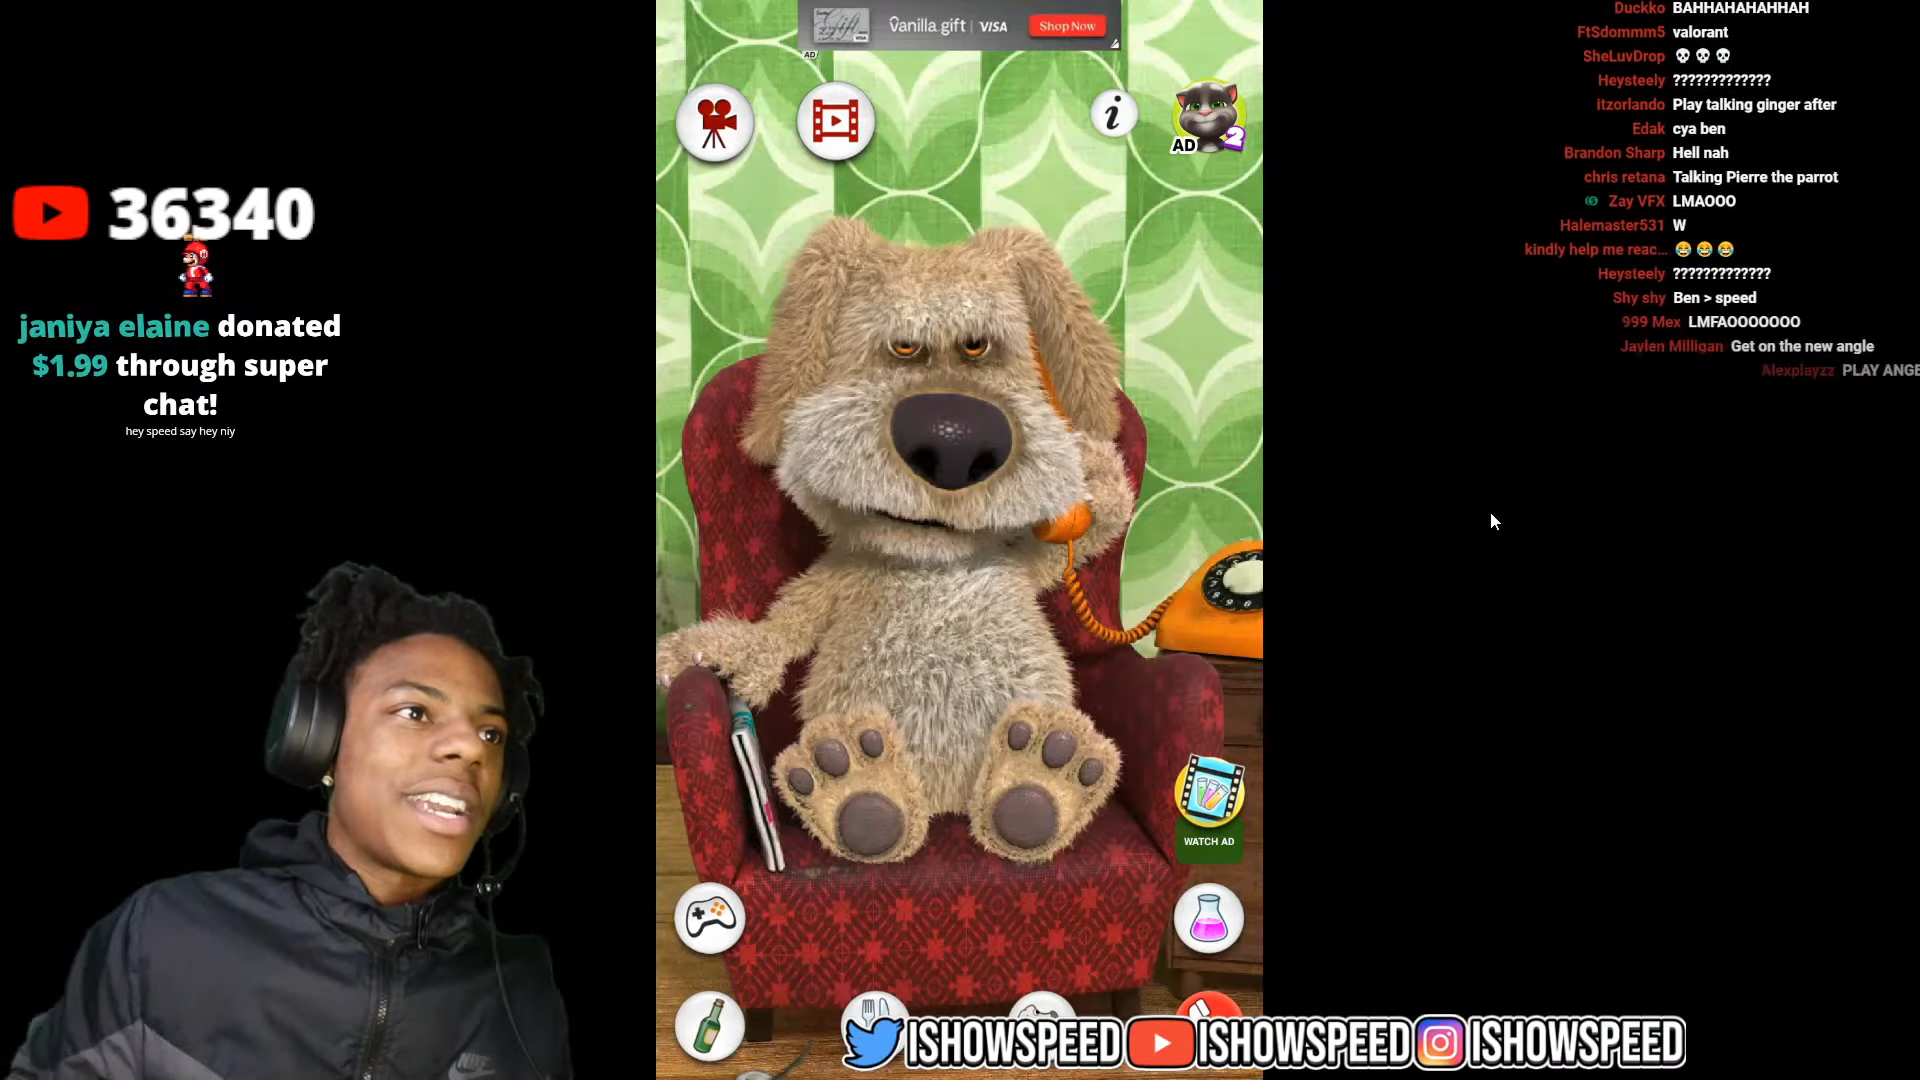 vanilla gift | VISA
Shop Now
AD
AD
2
36340
janiya elaine donated
$1.99 through super
chat!
hey speed say hey niy
WATCH AD
Duckko BAHHAHAHAHHAH
FtSdommm5 valorant
SheLuvDrop 💀💀💀
Heysteely ?????????????
itzorlando Play talking ginger after
Edak cya ben
Brandon Sharp Hell nah
chris retana Talking Pierre the parrot
Zay VFX LMAOOO
Halemaster531 W
kindly help me reac... 😂😂😂
Heysteely ?????????????
Shy shy Ben > speed
999 Mex LMFAOOOOOOO
Jaylen Milligan Get on the new angle
Alexplayzz PLAY ANGE
ISHOWSPEED ISHOWSPEED ISHOWSPEED